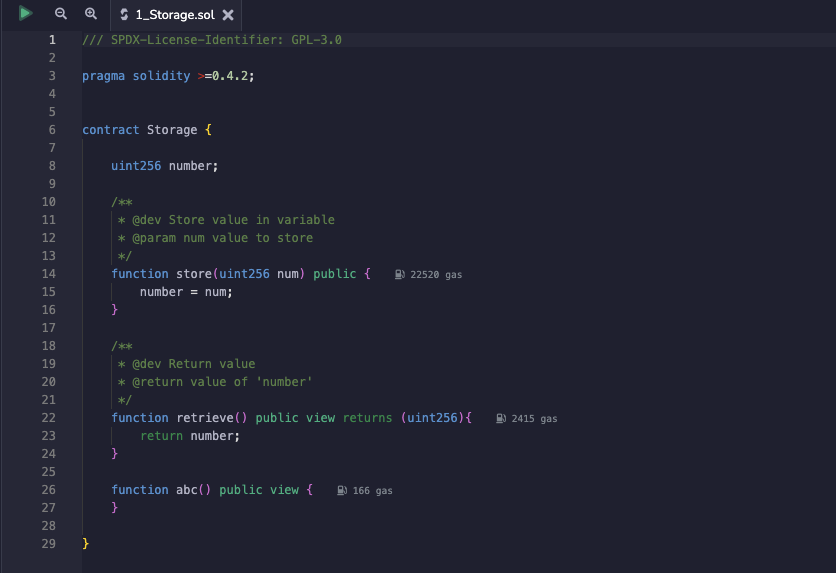 1_Storage.sol
1 /// SPDX-License-Identifier: GPL-3.0
2
3 pragma solidity >=0.4.2;
4
5
6 contract Storage {
7
8 uint256 number;
9
10 /**
11 * @dev Store value in variable
12 * @param num value to store
13 */
14 function store(uint256 num) public { 22520 gas
15 number = num;
16 }
17
18 /**
19 * @dev Return value
20 * @return value of 'number'
21 */
22 function retrieve() public view returns (uint256){ 2415 gas
23 return number;
24 }
25
26 function abc() public view { 166 gas
27 }
28
29 }